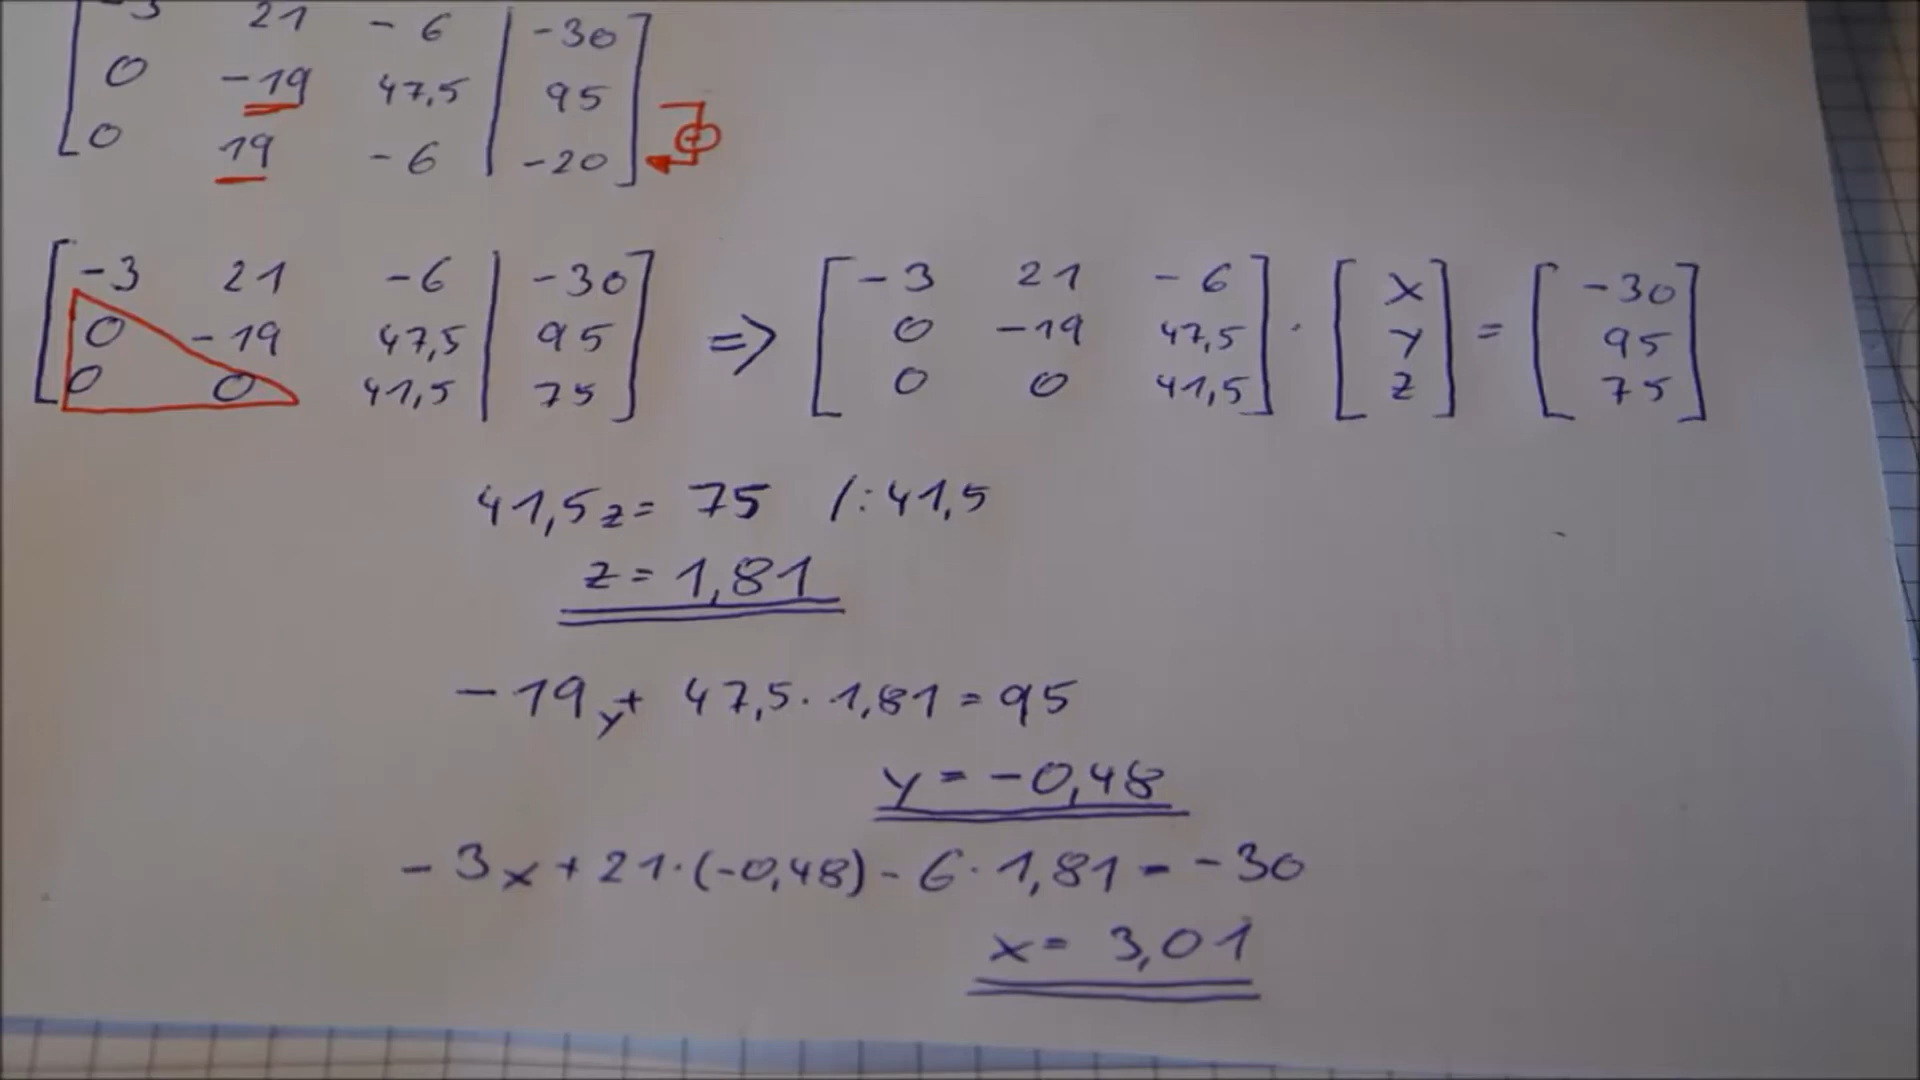 -3 21 -6 | -30
0 -19 47,5 | 95
0 19 -6 | -20
+
-3 21 -6 | -30
0 -19 47,5 | 95
0 0 41,5 | 75
=>
-3 21 -6
0 -19 47,5
0 0 41,5
·
x
y
z
=
-30
95
75
41,5z = 75 /:41,5
z = 1,81
-19y + 47,5 · 1,81 = 95
y = -0,48
-3x + 21 · (-0,48) - 6 · 1,81 = -30
x = 3,01